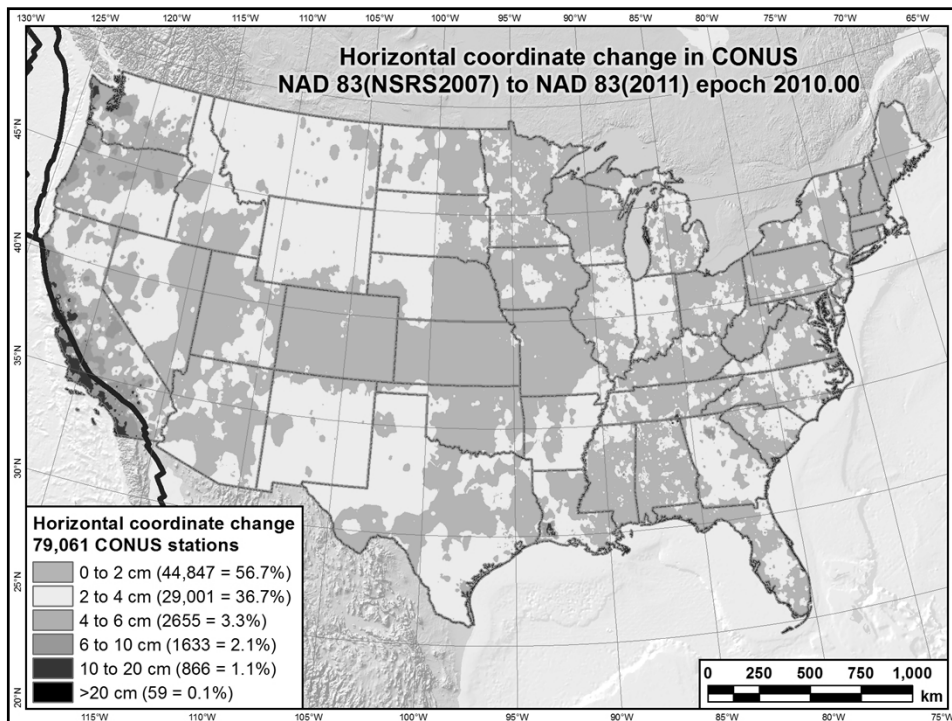 130°W 125°W 120°W 115°W 110°W 105°W 100°W 95°W 90°W 85°W 80°W 75°W 70°W 65°W
Horizontal coordinate change in CONUS
NAD 83(NSRS2007) to NAD 83(2011) epoch 2010.00
45°N
40°N
35°N
30°N
25°N
20°N
45°N
40°N
35°N
30°N
25°N
Horizontal coordinate change
79,061 CONUS stations
0 to 2 cm (44,847 = 56.7%)
2 to 4 cm (29,001 = 36.7%)
4 to 6 cm (2655 = 3.3%)
6 to 10 cm (1633 = 2.1%)
10 to 20 cm (866 = 1.1%)
>20 cm (59 = 0.1%)
0 250 500 750 1,000
km
115°W 110°W 105°W 100°W 95°W 90°W 85°W 80°W 75°W